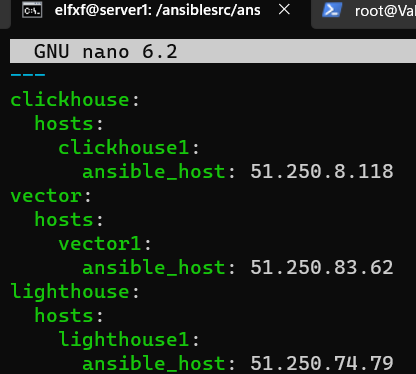 elfxf@server1: /ansiblesrc/ans
root@Val
GNU nano 6.2
---
clickhouse:
  hosts:
    clickhouse1:
      ansible_host: 51.250.8.118
vector:
  hosts:
    vector1:
      ansible_host: 51.250.83.62
lighthouse:
  hosts:
    lighthouse1:
      ansible_host: 51.250.74.79